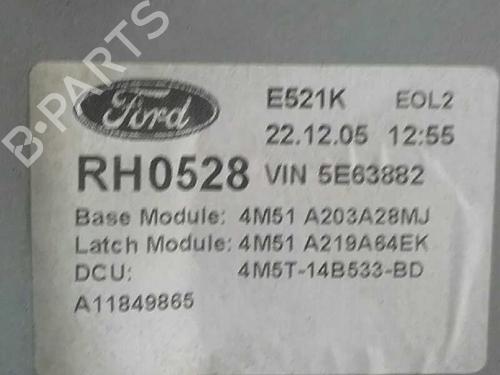 B-PARTS
Ford
E521K EOL2
22.12.05 12:55
RH0528 VIN 5E63882
Base Module: 4M51 A203A28MJ
Latch Module: 4M51 A219A64EK
DCU: 4M5T-14B533-BD
A11849865